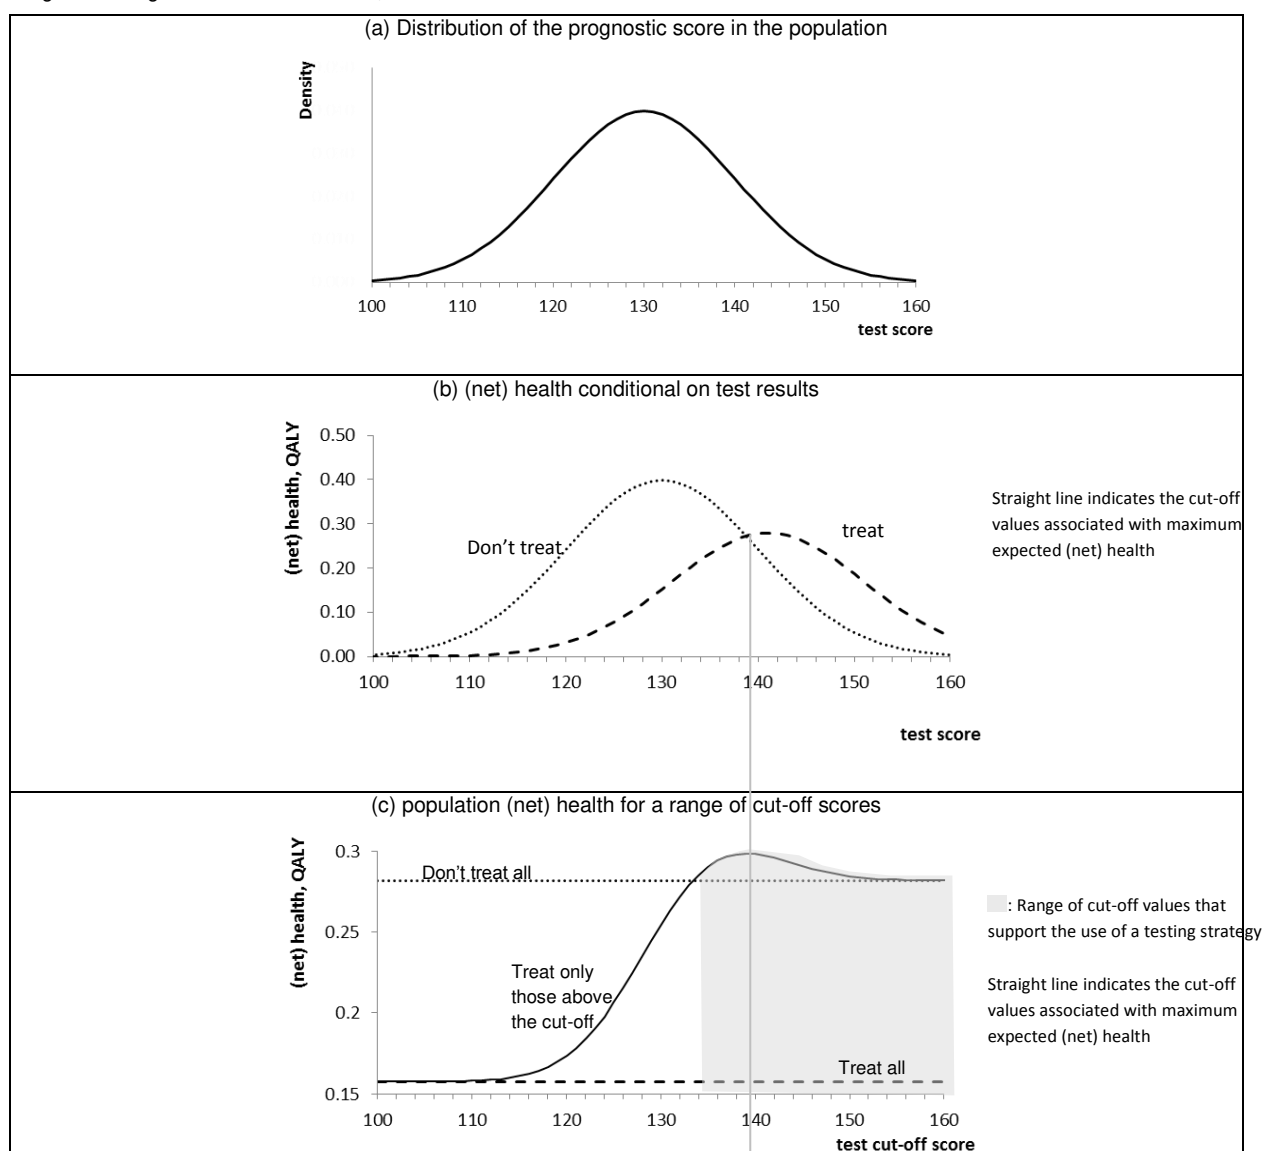 (a) Distribution of the prognostic score in the population
Density
100 110 120 130 140 150 160
test score
(b) (net) health conditional on test results
(net) health, QALY
0.50
0.40
0.30
0.20
0.10
0.00
Don't treat
treat
100 110 120 130 140 150 160
test score
Straight line indicates the cut-off
values associated with maximum
expected (net) health
(c) population (net) health for a range of cut-off scores
(net) health, QALY
0.3
0.25
0.2
0.15
Don't treat all
Treat only
those above
the cut-off
Treat all
100 110 120 130 140 150 160
test cut-off score
: Range of cut-off values that
support the use of a testing strategy
Straight line indicates the cut-off
values associated with maximum
expected (net) health